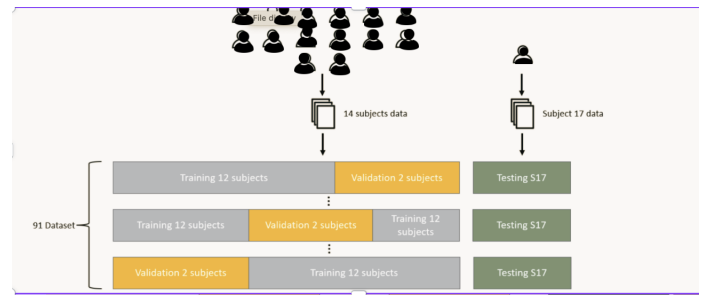 File di
14 subjects data
Subject 17 data
Training 12 subjects
Validation 2 subjects
Testing S17
91 Dataset
Training 12 subjects
Validation 2 subjects
Training 12
subjects
Testing S17
Validation 2 subjects
Training 12 subjects
Testing S17